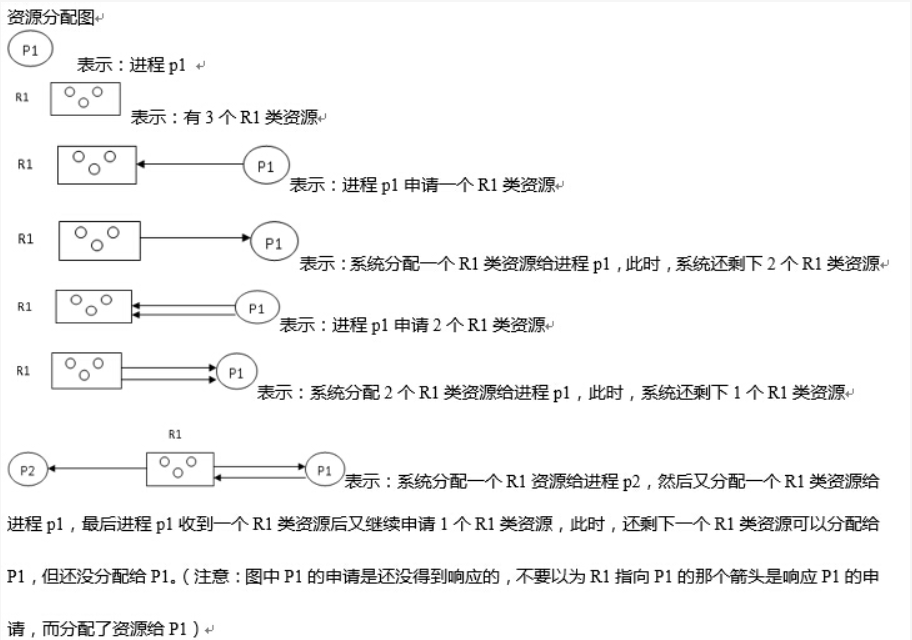 资源分配图
P1
表示：进程 p1
R1
表示：有 3 个 R1 类资源
R1
P1
表示：进程 p1 申请一个 R1 类资源
R1
P1
表示：系统分配一个 R1 类资源给进程 p1，此时，系统还剩下 2 个 R1 类资源
R1
P1
表示：进程 p1 申请 2 个 R1 类资源
R1
P1
表示：系统分配 2 个 R1 类资源给进程 p1，此时，系统还剩下 1 个 R1 类资源
R1
P2
P1
表示：系统分配一个 R1 资源给进程 p2，然后又分配一个 R1 类资源给
进程 p1，最后进程 p1 收到一个 R1 类资源后又继续申请 1 个 R1 类资源，此时，还剩下一个 R1 类资源可以分配给
P1，但还没分配给 P1。（注意：图中 P1 的申请是还没得到响应的，不要以为 R1 指向 P1 的那个箭头是响应 P1 的申
请，而分配了资源给 P1）